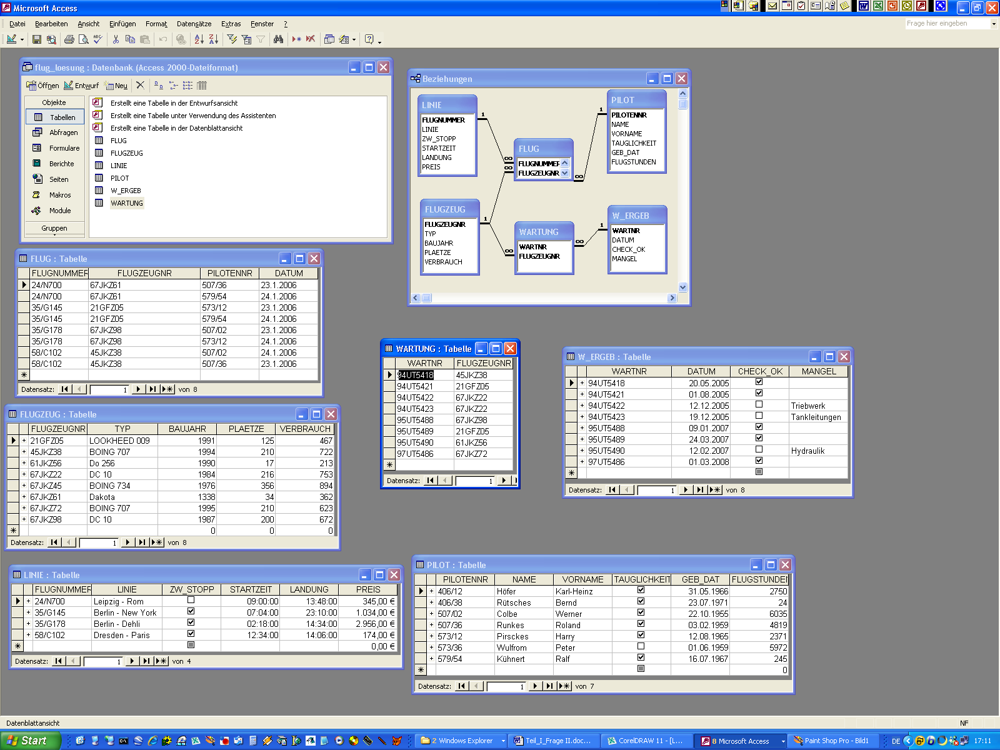 Microsoft Access
Datei Bearbeiten Ansicht Einfügen Format Datensätze Extras Fenster ?
Frage hier eingeben
flug_loesung : Datenbank (Access 2000-Dateiformat)
Öffnen Entwurf Neu
Objekte
Tabellen
Abfragen
Formulare
Berichte
Seiten
Makros
Module
Gruppen
Erstellt eine Tabelle in der Entwurfsansicht
Erstellt eine Tabelle unter Verwendung des Assistenten
Erstellt eine Tabelle in der Datenblattansicht
FLUG
FLUGZEUG
LINIE
PILOT
W_ERGEB
WARTUNG
Beziehungen
LINIE
FLUGNUMMER
LINIE
ZW_STOPP
STARTZEIT
LANDUNG
PREIS
FLUG
FLUGNUMMER
FLUGZEUGNR
PILOT
PILOTENNR
NAME
VORNAME
TAUGLICHKEIT
GEB_DAT
FLUGSTUNDEN
FLUGZEUG
FLUGZEUGNR
TYP
BAUJAHR
PLAETZE
VERBRAUCH
WARTUNG
WARTNR
FLUGZEUGNR
W_ERGEB
WARTNR
DATUM
CHECK_OK
MANGEL
1 ∞ ∞ 1 ∞ 1 ∞ ∞ 1
FLUG : Tabelle
FLUGNUMMER FLUGZEUGNR PILOTENNR DATUM
24/N700 67JKZ61 507/36 23.1.2006
24/N700 67JKZ61 579/54 24.1.2006
35/G145 21GFZ05 573/12 23.1.2006
35/G145 21GFZ05 579/54 24.1.2006
35/G178 67JKZ98 507/02 23.1.2006
35/G178 67JKZ98 573/12 24.1.2006
58/C102 45JKZ38 507/02 24.1.2006
58/C102 45JKZ38 507/36 23.1.2006
Datensatz: 1 von 8
FLUGZEUG : Tabelle
FLUGZEUGNR TYP BAUJAHR PLAETZE VERBRAUCH
21GFZ05 LOOKHEED 009 1991 125 467
45JKZ38 BOING 707 1994 210 722
61JKZ56 Do 256 1990 17 213
67JKZ22 DC 10 1984 216 753
67JKZ45 BOING 734 1976 356 894
67JKZ61 Dakota 1338 34 362
67JKZ72 BOING 707 1995 210 623
67JKZ98 DC 10 1987 200 672
0 0 0
Datensatz: 1 von 8
WARTUNG : Tabelle
WARTNR FLUGZEUGNR
94UT5418 45JKZ38
94UT5421 21GFZ05
94UT5422 67JKZ22
94UT5423 67JKZ22
95UT5488 67JKZ98
95UT5489 21GFZ05
95UT5490 61JKZ56
97UT5486 67JKZ72
Datensatz: 1
W_ERGEB : Tabelle
WARTNR DATUM CHECK_OK MANGEL
94UT5418 20.05.2005
94UT5421 01.08.2005
94UT5422 12.12.2005 Triebwerk
94UT5423 19.12.2005 Tankleitungen
95UT5488 09.01.2007
95UT5489 24.03.2007
95UT5490 12.02.2007 Hydraulik
97UT5486 01.03.2008
Datensatz: 1 von 8
LINIE : Tabelle
FLUGNUMMER LINIE ZW_STOPP STARTZEIT LANDUNG PREIS
24/N700 Leipzig - Rom 09:00:00 13:48:00 345,00 €
35/G145 Berlin - New York 07:04:00 23:10:00 1.034,00 €
35/G178 Berlin - Dehli 02:18:00 14:34:00 2.956,00 €
58/C102 Dresden - Paris 12:34:00 14:06:00 174,00 €
0,00 €
Datensatz: 1 von 4
PILOT : Tabelle
PILOTENNR NAME VORNAME TAUGLICHKEIT GEB_DAT FLUGSTUNDEN
406/12 Höfer Karl-Heinz 31.05.1966 2750
406/38 Rütsches Bernd 23.07.1971 24
507/02 Colbe Werner 22.10.1955 6035
507/36 Runkes Roland 03.02.1959 4819
573/12 Pirsckes Harry 12.08.1965 2371
573/36 Wulfrom Peter 01.06.1959 5972
579/54 Kühnert Ralf 16.07.1967 245
0
Datensatz: 1 von 7
Datenblattansicht NF
Start 2 Windows Explorer Teil_I_Frage II.doc... CorelDRAW 11 - [L... 8 Microsoft Access Paint Shop Pro - Bild1 DE 17:11